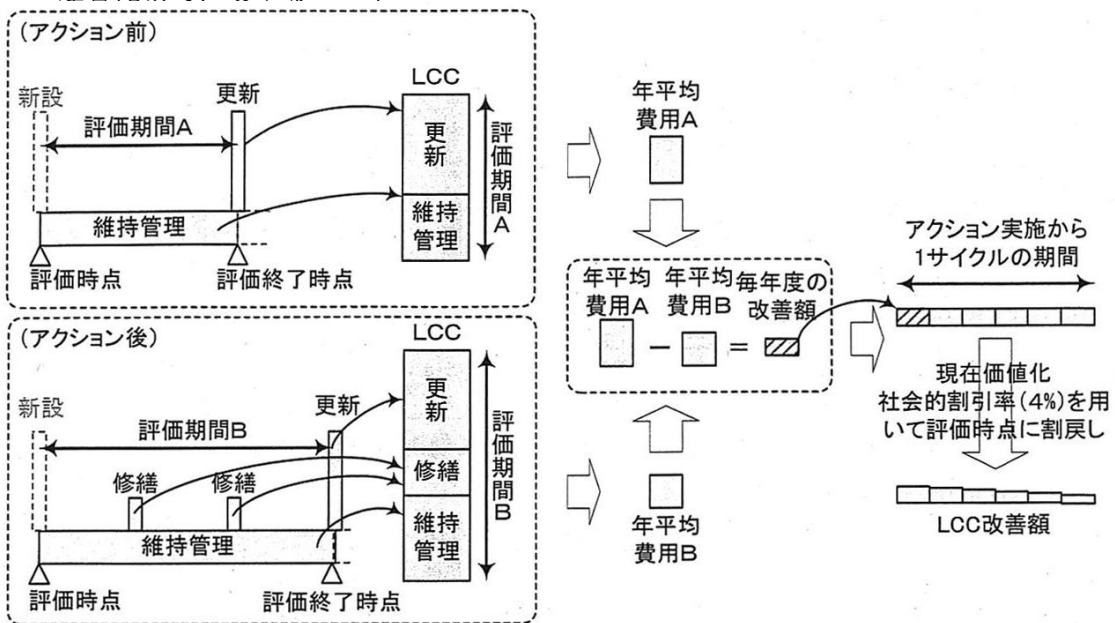 (アクション前)
新設
評価期間A
更新
維持管理
評価時点
評価終了時点
LCC
更新
維持
管理
評価期間A
年平均
費用A
(アクション後)
新設
評価期間B
更新
修繕
修繕
維持管理
評価時点
評価終了時点
LCC
更新
修繕
維持
管理
評価期間B
年平均
費用B
年平均 年平均 毎年度の
費用A 費用B 改善額
− =
アクション実施から
1サイクルの期間
現在価値化
社会的割引率(4%)を用
いて評価時点に割戻し
LCC改善額